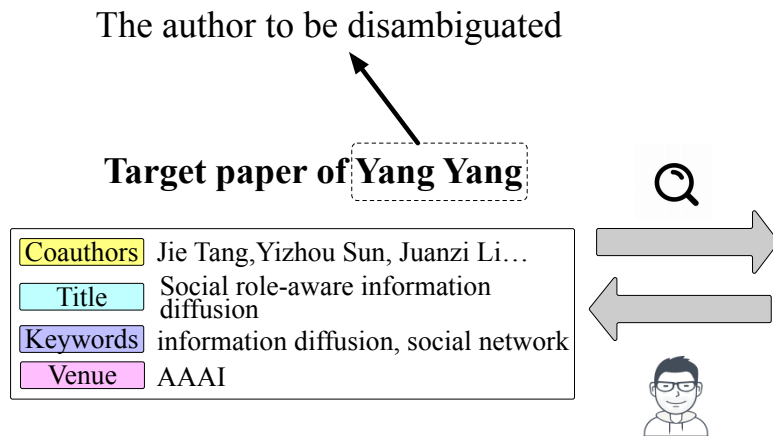 The author to be disambiguated
Target paper of Yang Yang
Coauthors Jie Tang,Yizhou Sun, Juanzi Li…
Title Social role-aware information
diffusion
Keywords information diffusion, social network
Venue AAAI